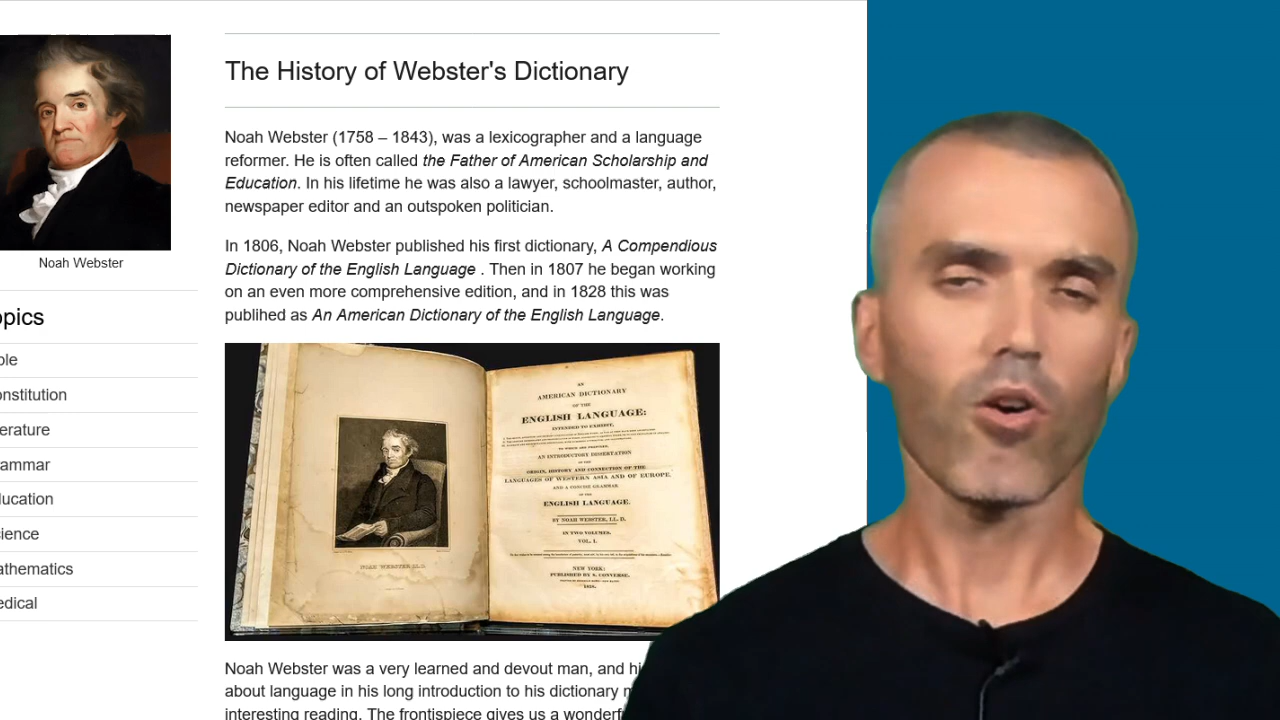 The History of Webster's Dictionary
Noah Webster (1758 – 1843), was a lexicographer and a language
reformer. He is often called the Father of American Scholarship and
Education. In his lifetime he was also a lawyer, schoolmaster, author,
newspaper editor and an outspoken politician.
In 1806, Noah Webster published his first dictionary, A Compendious
Dictionary of the English Language . Then in 1807 he began working
on an even more comprehensive edition, and in 1828 this was
publihed as An American Dictionary of the English Language.
Noah Webster
opics
ble
onstitution
erature
ammar
lucation
ience
athematics
edical
NOAH WEBSTER LL.D.
AN
AMERICAN DICTIONARY
OF THE
ENGLISH LANGUAGE:
INTENDED TO EXHIBIT,
AN INTRODUCTORY DISSERTATION
ON THE
ORIGIN, HISTORY AND CONNECTION OF THE
LANGUAGES OF WESTERN ASIA AND OF EUROPE,
AND A CONCISE GRAMMAR
OF THE
ENGLISH LANGUAGE.
BY NOAH WEBSTER, LL. D.
IN TWO VOLUMES.
VOL. I.
NEW YORK:
PUBLISHED BY S. CONVERSE.
1828.
Noah Webster was a very learned and devout man, and hi
about language in his long introduction to his dictionary
interesting reading. The frontispiece gives us a wonderf